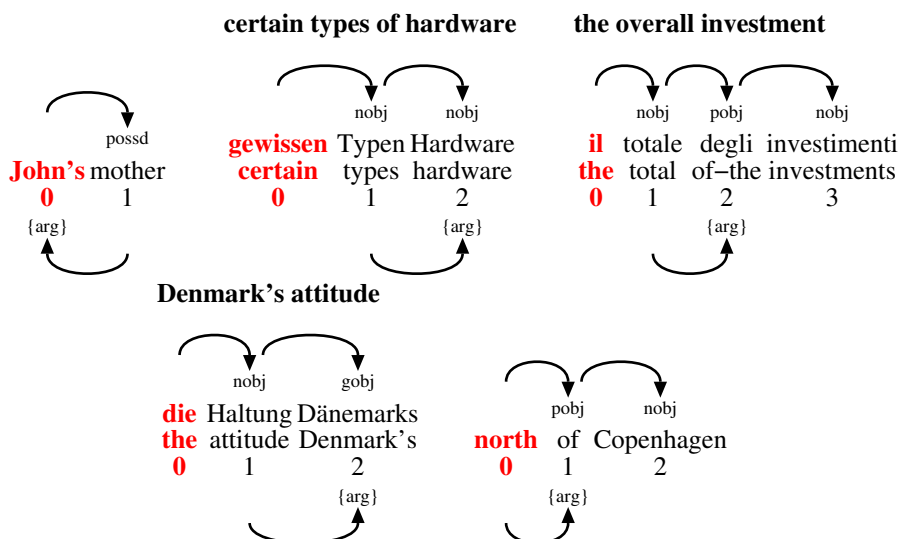 certain types of hardware
the overall investment
possd
John's mother
0 1
{arg}
nobj nobj
gewissen Typen Hardware
certain types hardware
0 1 2
{arg}
nobj pobj nobj
il totale degli investimenti
the total of−the investments
0 1 2 3
{arg}
Denmark's attitude
nobj gobj
die Haltung Dänemarks
the attitude Denmark's
0 1 2
{arg}
pobj nobj
north of Copenhagen
0 1 2
{arg}